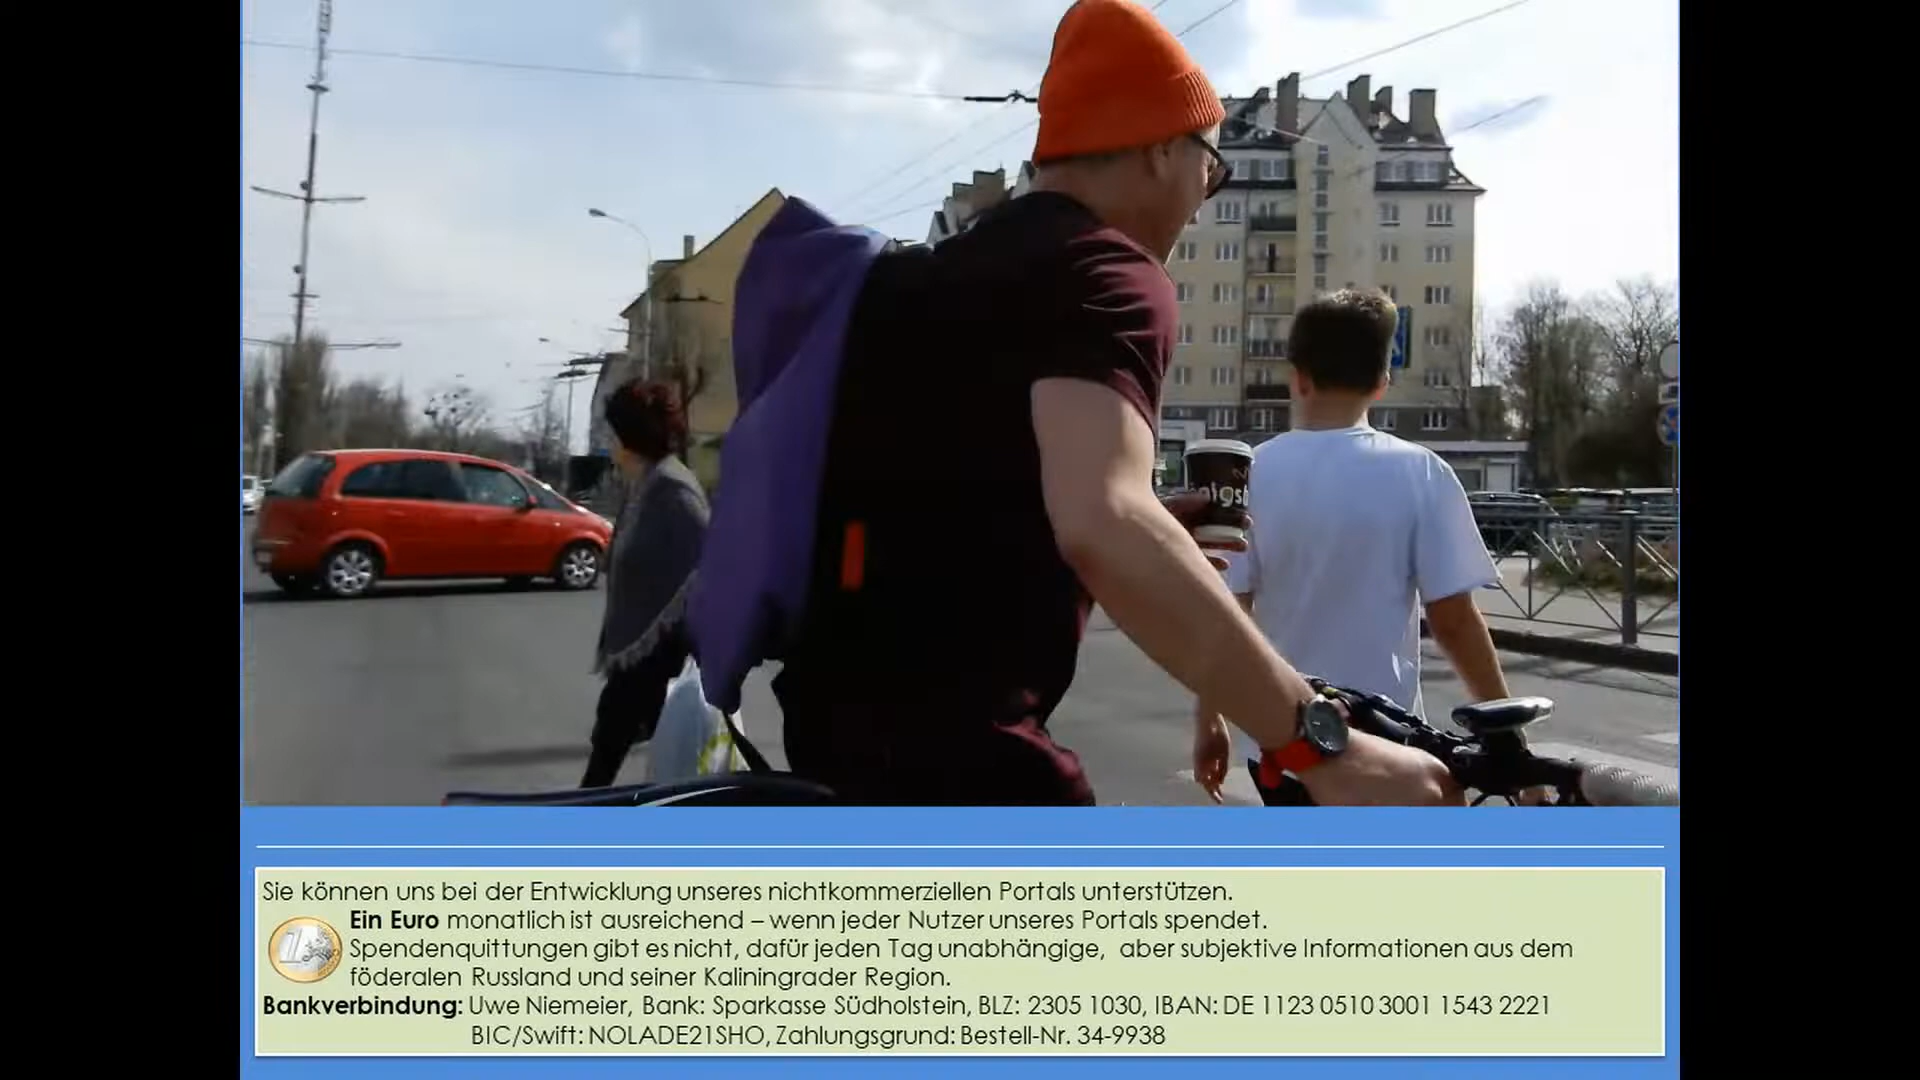 nigsb
Sie können uns bei der Entwicklung unseres nichtkommerziellen Portals unterstützen.
Ein Euro monatlich ist ausreichend – wenn jeder Nutzer unseres Portals spendet.
Spendenquittungen gibt es nicht, dafür jeden Tag unabhängige, aber subjektive Informationen aus dem
föderalen Russland und seiner Kaliningrader Region.
Bankverbindung: Uwe Niemeier, Bank: Sparkasse Südholstein, BLZ: 2305 1030, IBAN: DE 1123 0510 3001 1543 2221
BIC/Swift: NOLADE21SHO, Zahlungsgrund: Bestell-Nr. 34-9938